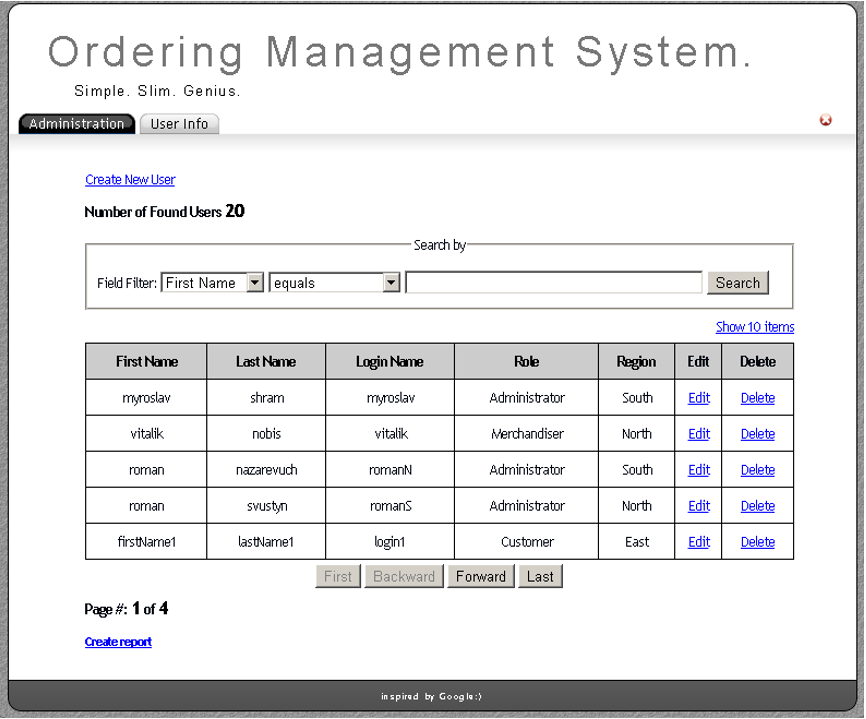 Ordering Management System.
Simple. Slim. Genius.
Administration User Info
Create New User
Number of Found Users 20
Search by
Field Filter: First Name equals Search
Show 10 items
First Name Last Name Login Name Role Region Edit Delete
myroslav shram myroslav Administrator South Edit Delete
vitalik nobis vitalik Merchandiser North Edit Delete
roman nazarevuch romanN Administrator South Edit Delete
roman svustyn romanS Administrator North Edit Delete
firstName1 lastName1 login1 Customer East Edit Delete
First Backward Forward Last
Page #: 1 of 4
Create report
inspired by Google:)